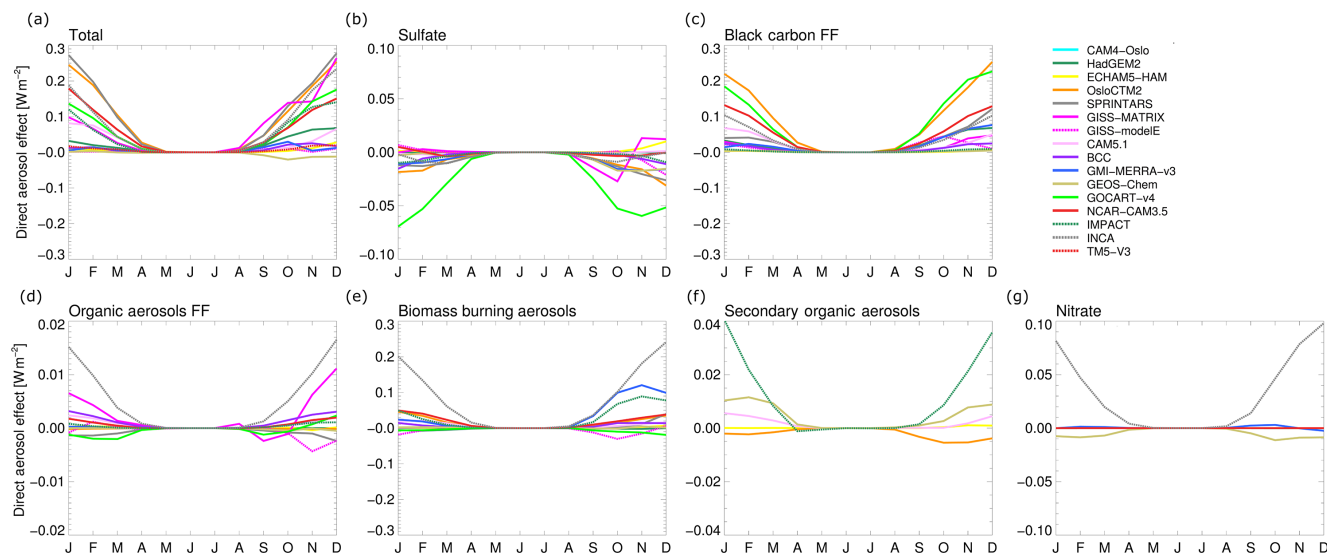 (a)
Total
Direct aerosol effect [W m⁻²]
0.3
0.2
0.1
−0.0
−0.1
−0.2
−0.3
J F M A M J J A S O N D
(b)
Sulfate
0.10
0.05
0.00
−0.05
−0.10
J F M A M J J A S O N D
(c)
Black carbon FF
0.3
0.2
0.1
−0.0
−0.1
−0.2
−0.3
J F M A M J J A S O N D
CAM4−Oslo
HadGEM2
ECHAM5−HAM
OsloCTM2
SPRINTARS
GISS−MATRIX
GISS−modelE
CAM5.1
BCC
GMI−MERRA−v3
GEOS−Chem
GOCART−v4
NCAR−CAM3.5
IMPACT
INCA
TM5−V3
(d)
Organic aerosols FF
Direct aerosol effect [W m⁻²]
0.02
0.01
0.00
−0.01
−0.02
J F M A M J J A S O N D
(e)
Biomass burning aerosols
0.3
0.2
0.1
−0.0
−0.1
−0.2
−0.3
J F M A M J J A S O N D
(f)
Secondary organic aerosols
0.04
0.02
0.00
−0.02
−0.04
J F M A M J J A S O N D
(g)
Nitrate
0.10
0.05
0.00
−0.05
−0.10
J F M A M J J A S O N D